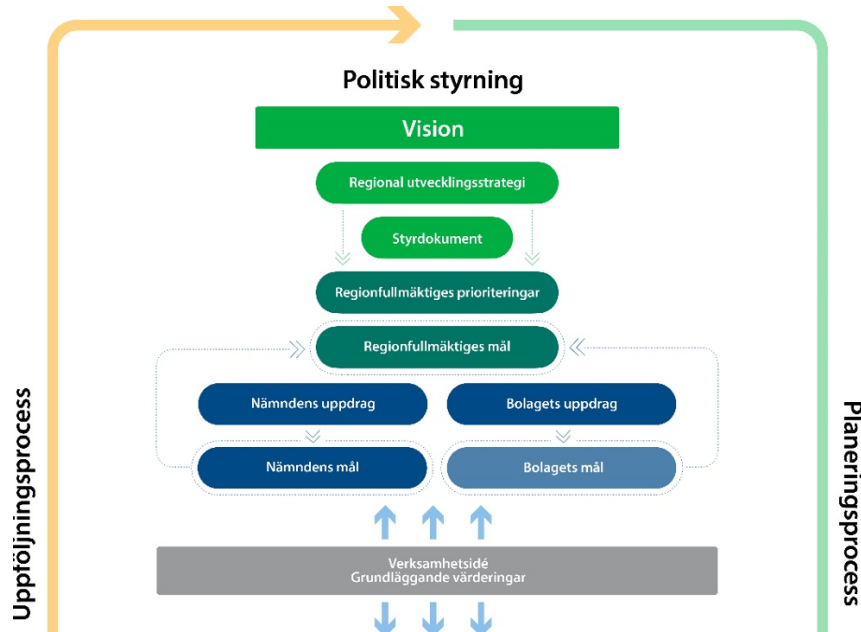 Politisk styrning
Vision
Regional utvecklingsstrategi
Styrdokument
Regionfullmäktiges prioriteringar
Regionfullmäktiges mål
Nämndens uppdrag
Bolagets uppdrag
Nämndens mål
Bolagets mål
Verksamhetsidé
Grundläggande värderingar
Upptöljningsprocess
Planeringsprocess